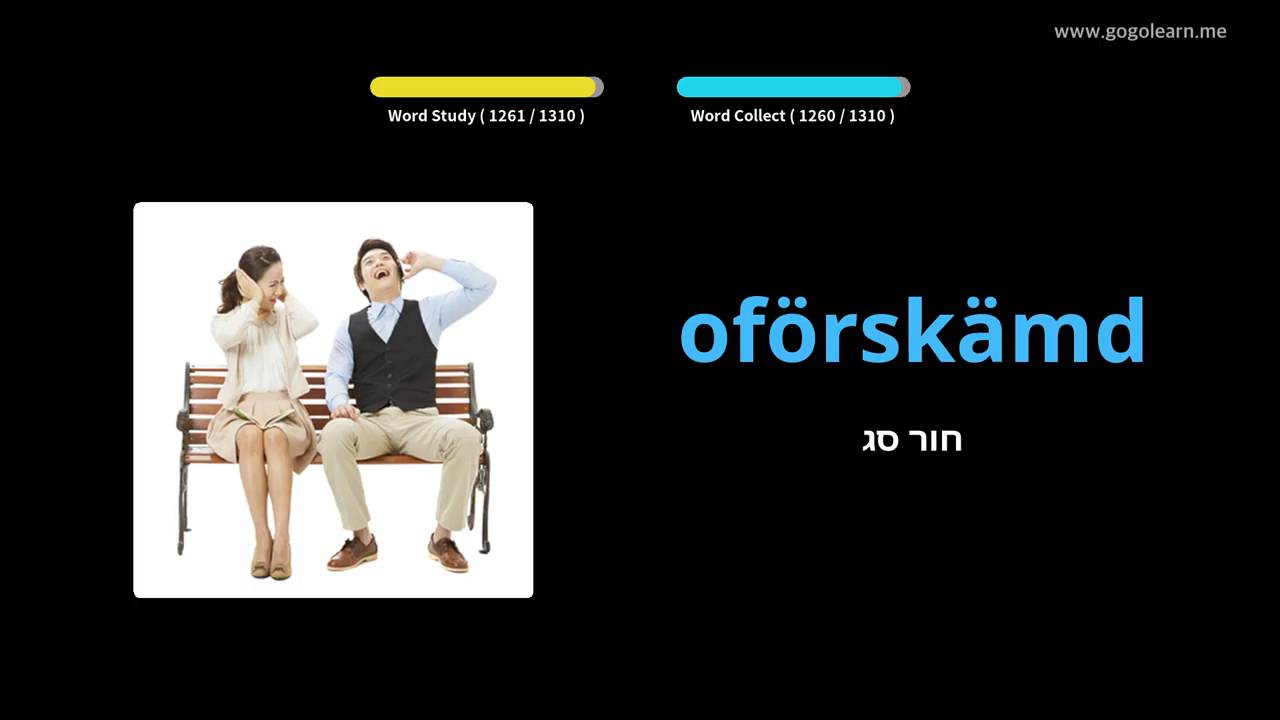 www.gogolearn.me
Word Study ( 1261 / 1310 )
Word Collect ( 1260 / 1310 )
oförskämd
חור סג